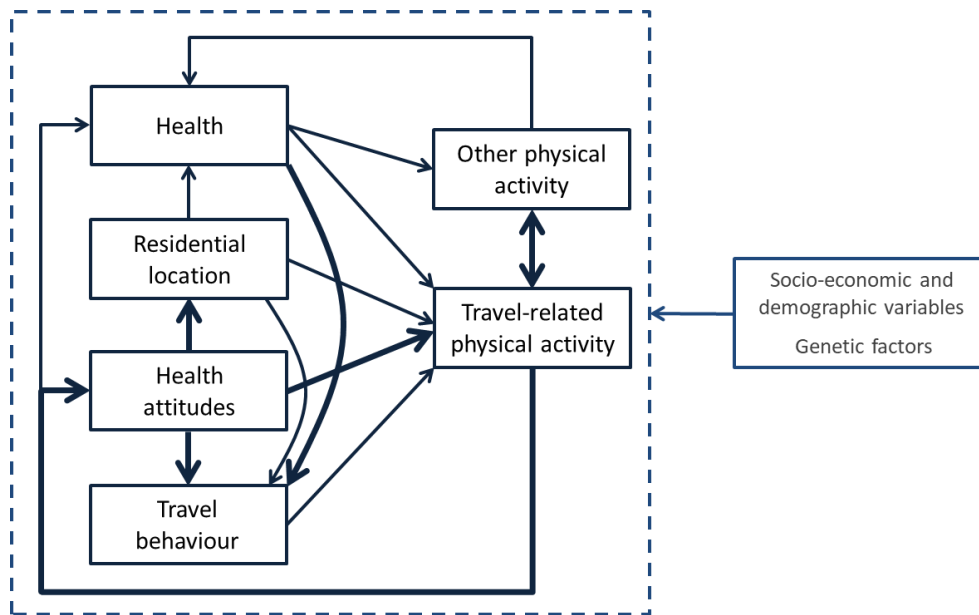 Health
Other physical
activity
Residential
location
Travel-related
physical activity
Health
attitudes
Travel
behaviour
Socio-economic and
demographic variables
Genetic factors